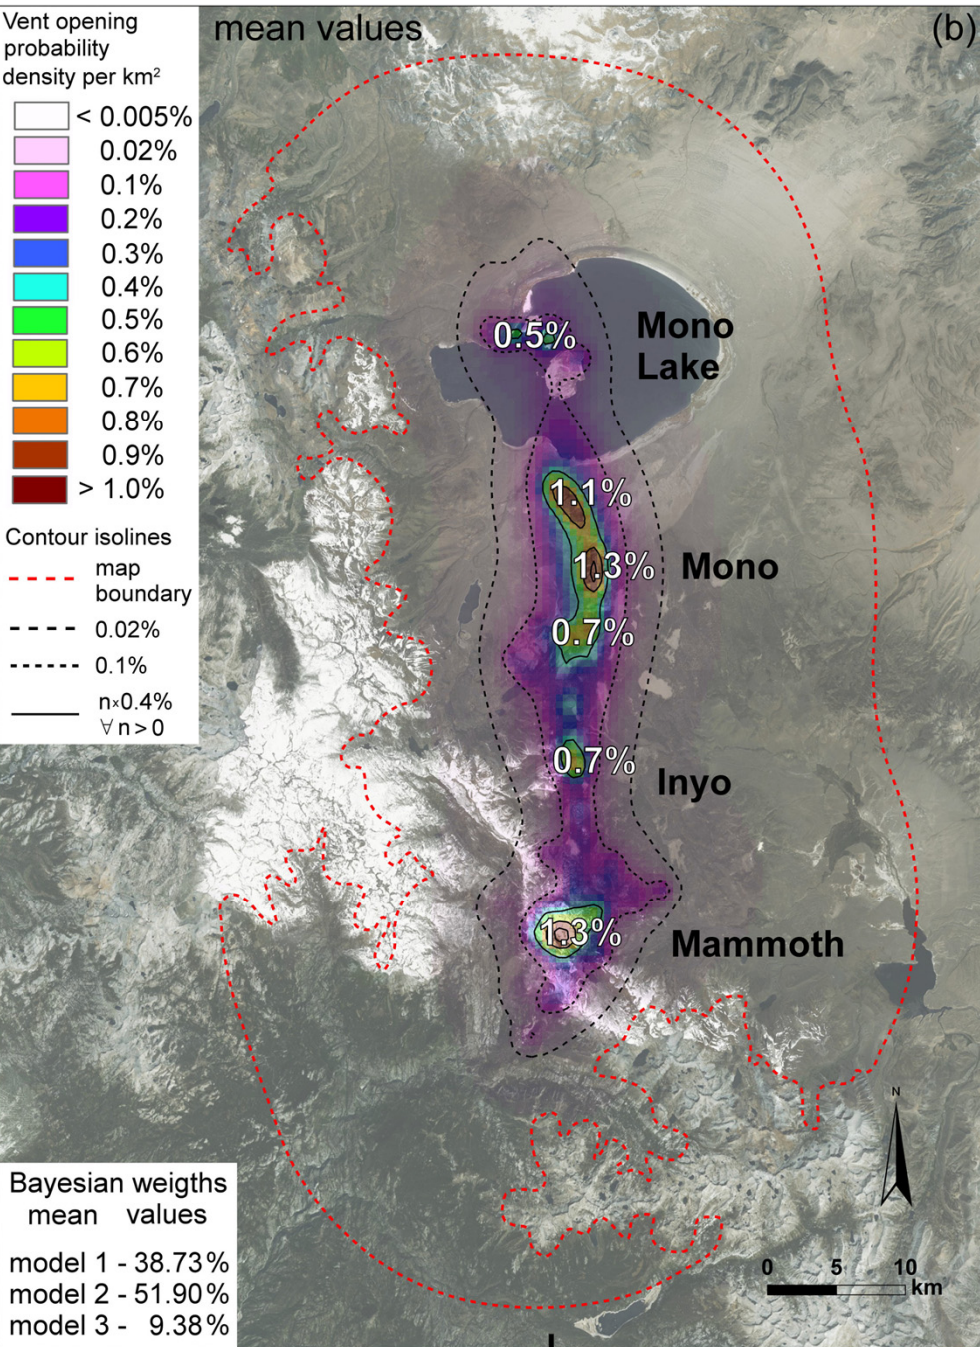 Vent opening
probability
density per km²
< 0.005%
0.02%
0.1%
0.2%
0.3%
0.4%
0.5%
0.6%
0.7%
0.8%
0.9%
> 1.0%
Contour isolines
map
boundary
0.02%
0.1%
n×0.4%
∀ n > 0
mean values
(b)
0.5%
Mono
Lake
1.1%
1.3%
Mono
0.7%
0.7%
Inyo
1.3%
Mammoth
N
0 5 10
km
Bayesian weigths
mean values
model 1 - 38.73%
model 2 - 51.90%
model 3 - 9.38%